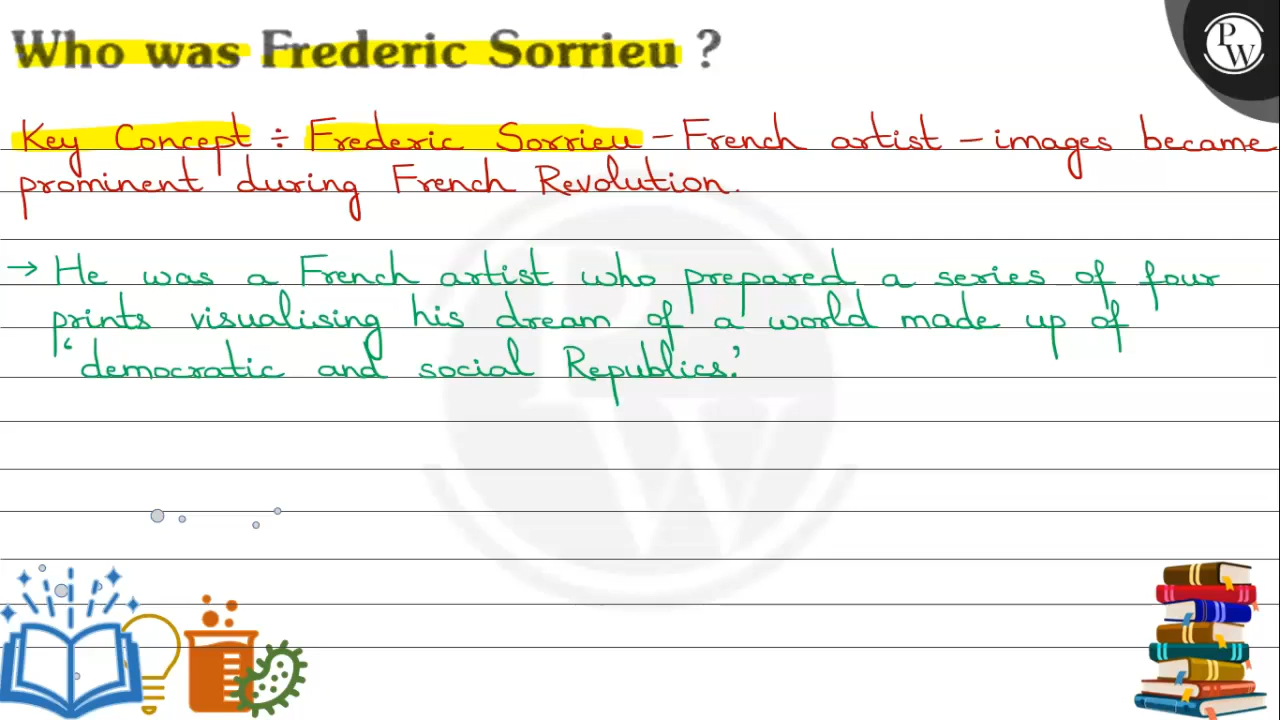 Who was Frederic Sorrieu ?
PW
Key Concept ÷ Frederic Sorrieu – French artist – images became
prominent during French Revolution.
→ He was a French artist who prepared a series of four
prints visualising his dream of a world made up of
‘democratic and social Republics.’